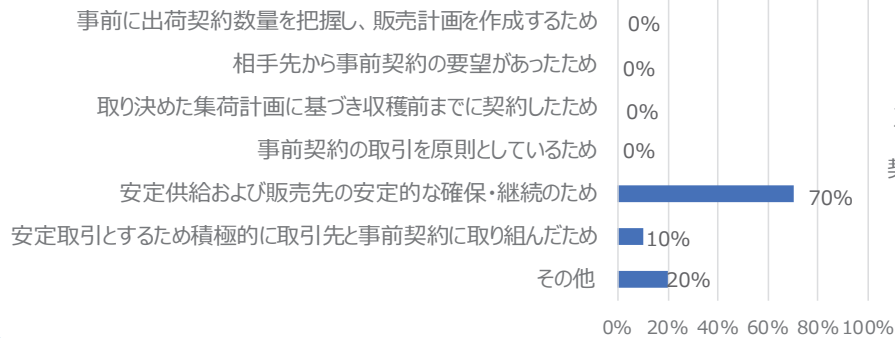 事前に出荷契約数量を把握し、販売計画を作成するため 0%
相手先から事前契約の要望があったため 0%
取り決めた集荷計画に基づき収穫前までに契約したため 0%
事前契約の取引を原則としているため 0%
安定供給および販売先の安定的な確保・継続のため 70%
安定取引とするため積極的に取引先と事前契約に取り組んだため 10%
その他 20%
0% 20% 40% 60% 80% 100%